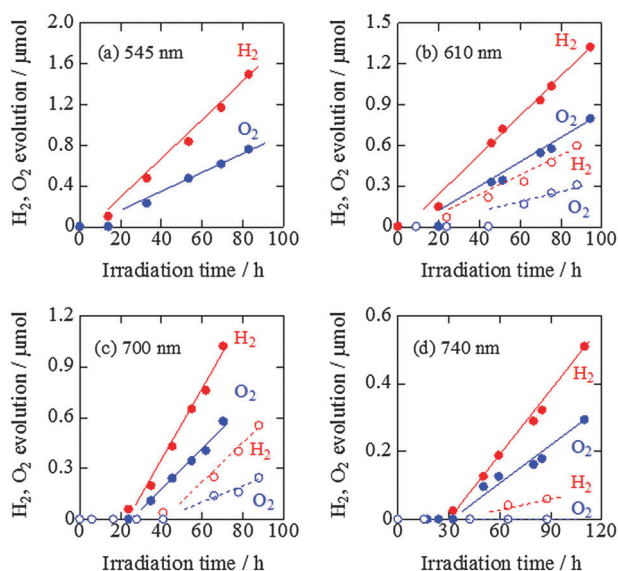 (a) 545 nm
H2
O2
2.0
1.6
1.2
0.8
0.4
0
0 20 40 60 80 100
Irradiation time / h
H2, O2 evolution / μmol
(b) 610 nm
H2
O2
H2
O2
1.5
1.2
0.9
0.6
0.3
0
0 20 40 60 80 100
Irradiation time / h
H2, O2 evolution / μmol
(c) 700 nm
H2
O2
H2
O2
1.2
0.9
0.6
0.3
0
0 20 40 60 80 100
Irradiation time / h
H2, O2 evolution / μmol
(d) 740 nm
H2
O2
H2
O2
0.6
0.4
0.2
0
0 30 60 90 120
Irradiation time / h
H2, O2 evolution / μmol